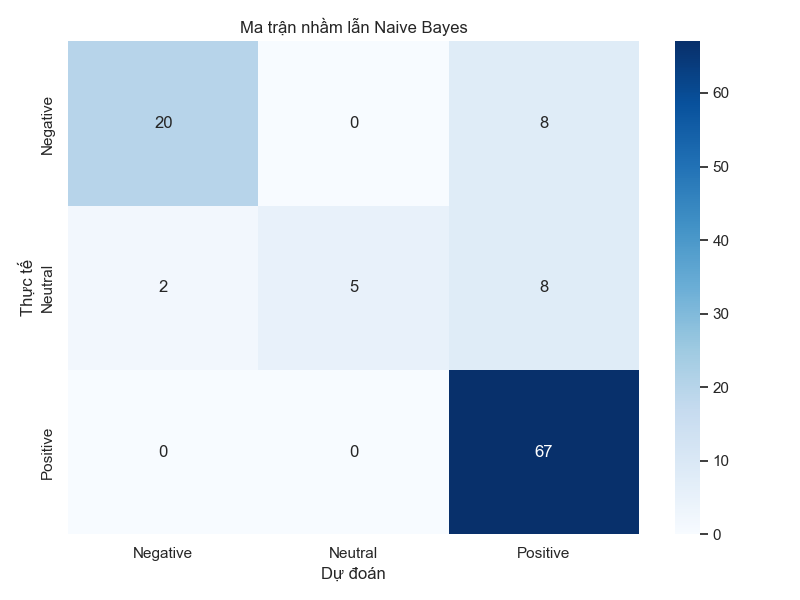 Ma trận nhầm lẫn Naive Bayes
Negative
20
0
8
Thực tế
Neutral
2
5
8
Positive
0
0
67
Negative
Neutral
Positive
Dự đoán
60
50
40
30
20
10
0